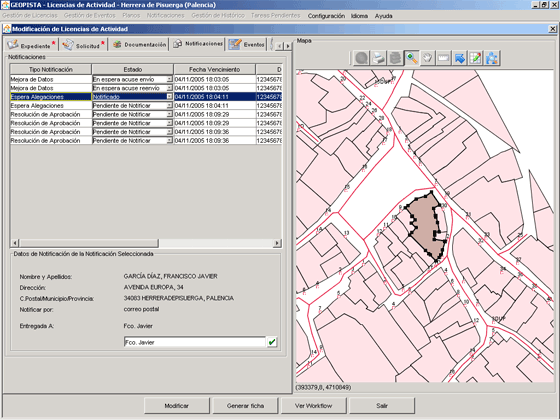 GEOPISTA - Licencias de Actividad - Herrera de Pisuerga (Palencia)
Gestión de Licencias Gestión de Eventos Planos Notificaciones Gestión de Histórico Tareas Pendientes Configuración Idioma Ayuda
Modificación de Licencias de Actividad
Expediente Solicitud Documentación Notificaciones Eventos
Mapa
Notificaciones
Tipo Notificación Estado Fecha Vencimiento D
Mejora de Datos En espera acuse envío 04/11/2005 18:03:05 12345678
Mejora de Datos En espera acuse reenvío 04/11/2005 18:03:05 12345678
Espera Alegaciones Notificado 04/11/2005 18:04:11 12345678
Espera Alegaciones Pendiente de Notificar 04/11/2005 18:04:11 12345678
Resolución de Aprobación Pendiente de Notificar 04/11/2005 18:09:29 12345678
Resolución de Aprobación Pendiente de Notificar 04/11/2005 18:09:29 12345678
Resolución de Aprobación Pendiente de Notificar 04/11/2005 18:09:36 12345678
Resolución de Aprobación Pendiente de Notificar 04/11/2005 18:09:36 12345678
Datos de Notificación de la Notificación Seleccionada
Nombre y Apellidos: GARCÍA DÍAZ, FRANCISCO JAVIER
Dirección: AVENIDA EUROPA, 34
C.Postal/Municipio/Provincia: 34083 HERRERADEPISUERGA, PALENCIA
Notificar por: correo postal
Entregada A: Fco. Javier
Fco. Javier
(393379,8, 4710849)
Modificar Generar ficha Ver Workflow Salir